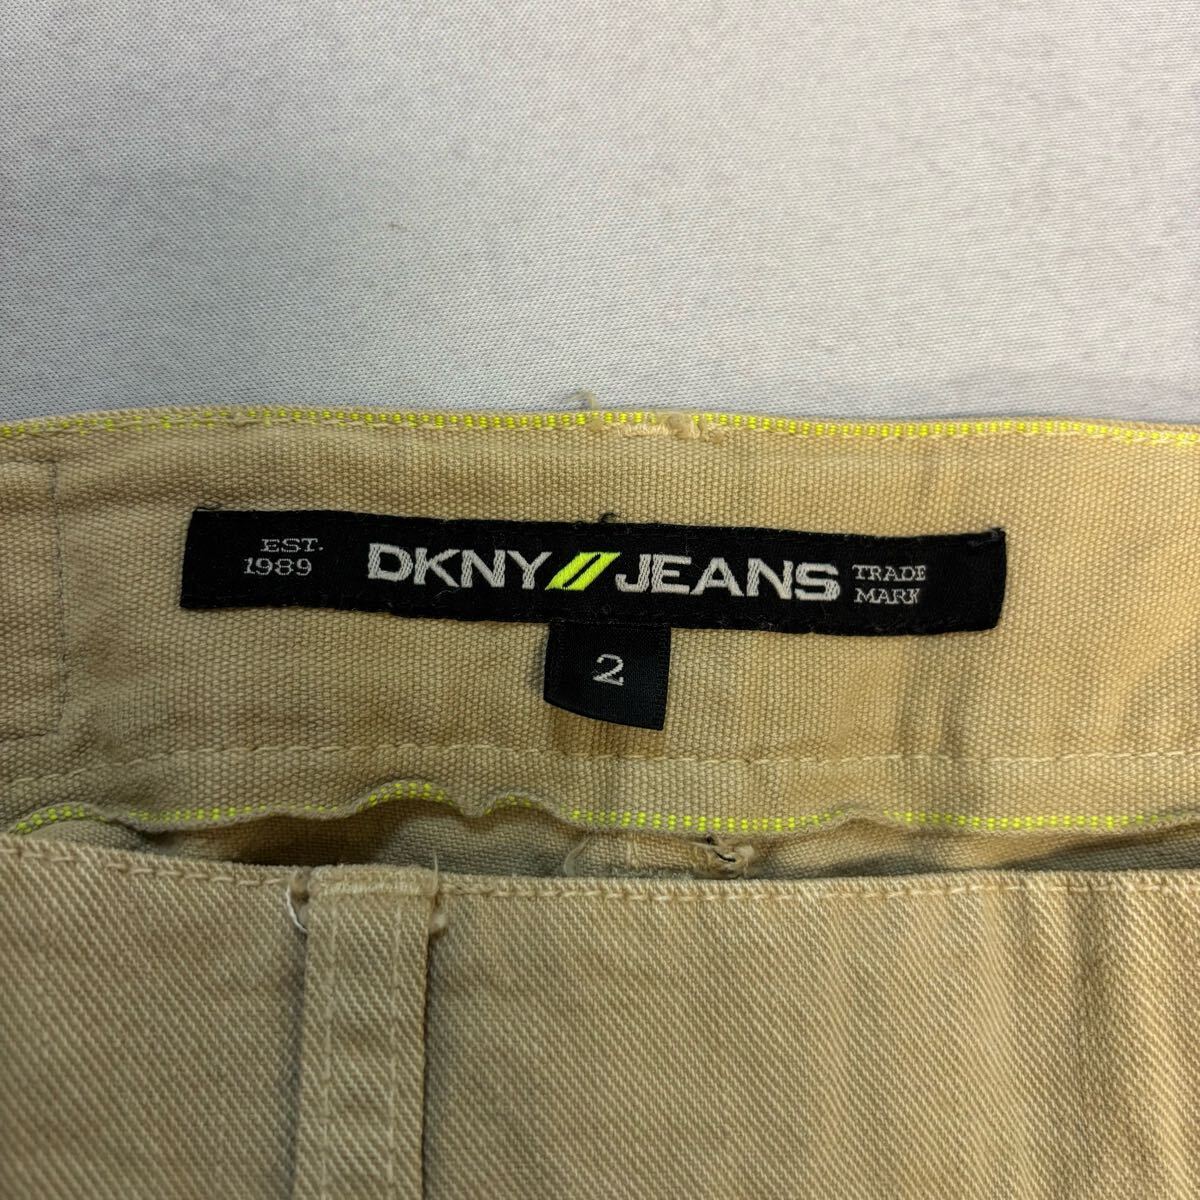 EST.
1989
DKNY//JEANS
TRADE
MARK
2